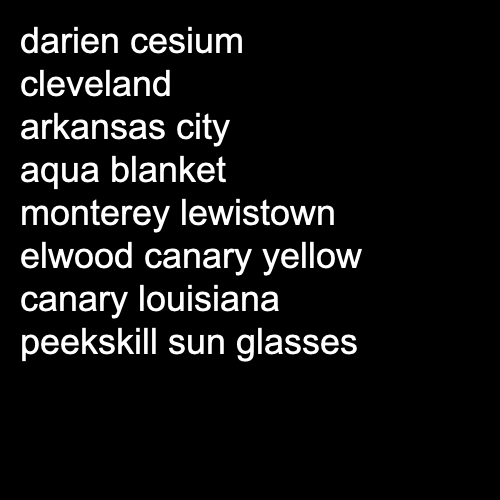 darien cesium
cleveland
arkansas city
aqua blanket
monterey lewistown
elwood canary yellow
canary louisiana
peekskill sun glasses